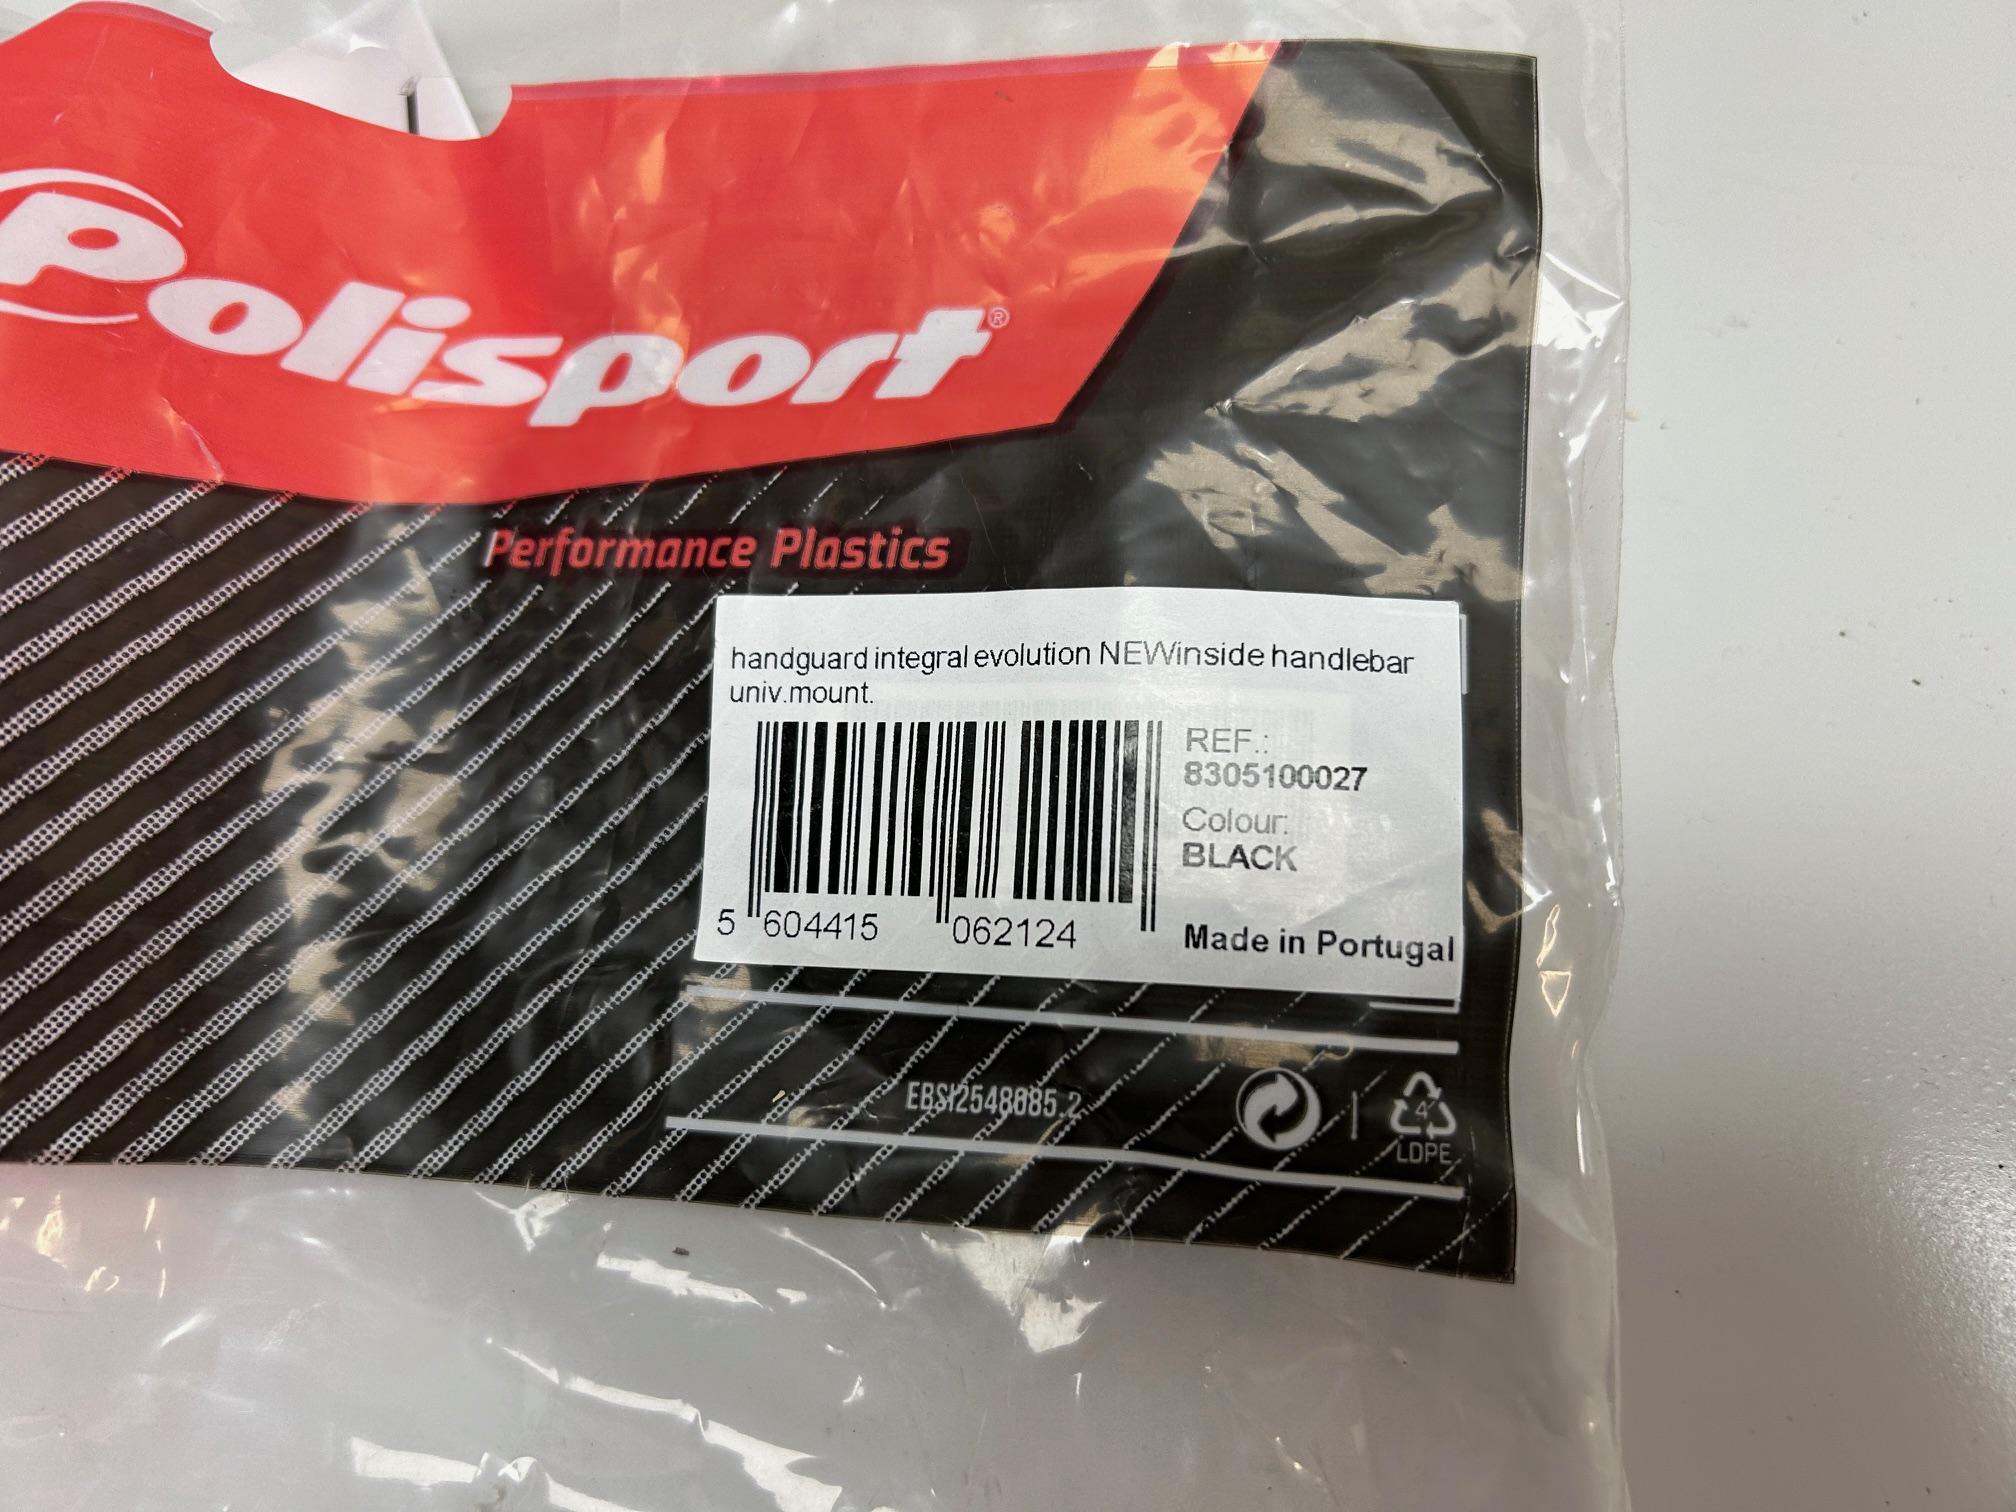 Polisport®
Performance Plastics
handguard integral evolution NEWinside handlebar
univ.mount.
REF.:
8305100027
Colour:
BLACK
5 604415 062124
Made in Portugal
EBSI2548085.2
4
LDPE